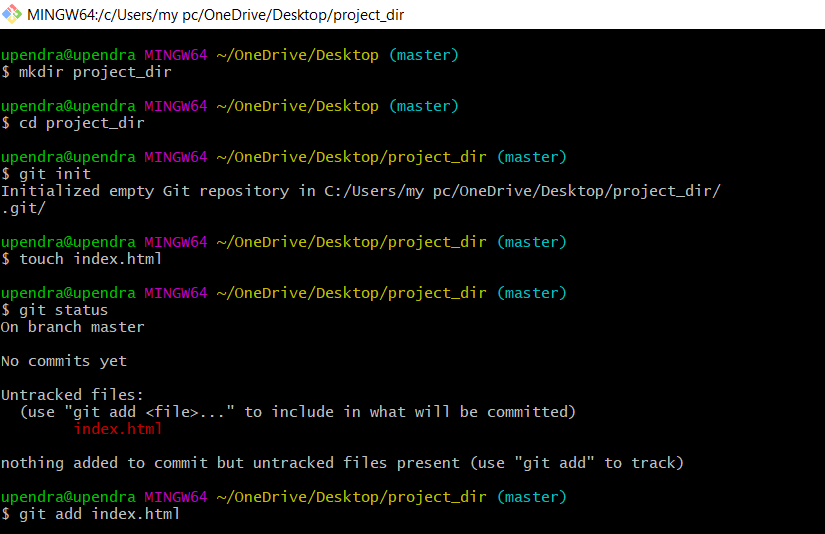 MINGW64:/c/Users/my pc/OneDrive/Desktop/project_dir
upendra@upendra MINGW64 ~/OneDrive/Desktop (master)
$ mkdir project_dir
upendra@upendra MINGW64 ~/OneDrive/Desktop (master)
$ cd project_dir
upendra@upendra MINGW64 ~/OneDrive/Desktop/project_dir (master)
$ git init
Initialized empty Git repository in C:/Users/my pc/OneDrive/Desktop/project_dir/
.git/
upendra@upendra MINGW64 ~/OneDrive/Desktop/project_dir (master)
$ touch index.html
upendra@upendra MINGW64 ~/OneDrive/Desktop/project_dir (master)
$ git status
On branch master
No commits yet
Untracked files:
  (use "git add <file>..." to include in what will be committed)
        index.html
nothing added to commit but untracked files present (use "git add" to track)
upendra@upendra MINGW64 ~/OneDrive/Desktop/project_dir (master)
$ git add index.html